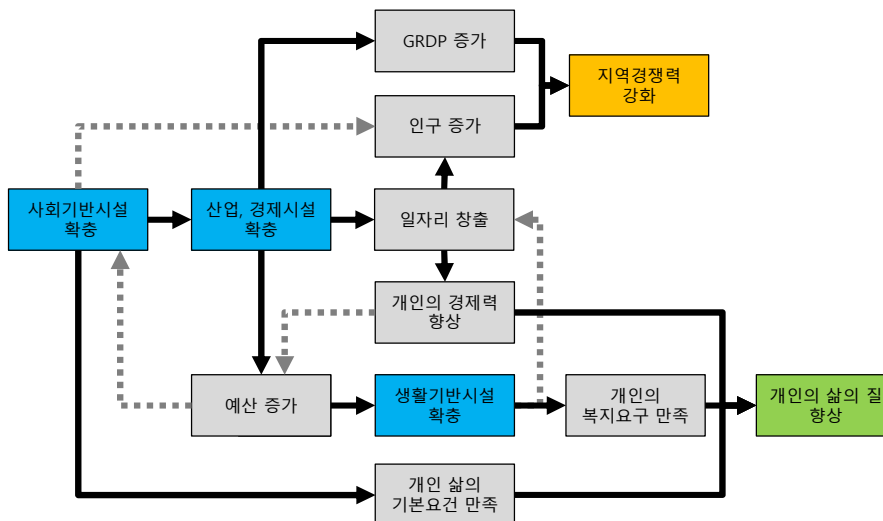 GRDP 증가
지역경쟁력
강화
인구 증가
사회기반시설
확충
산업, 경제시설
확충
일자리 창출
개인의 경제력
향상
예산 증가
생활기반시설
확충
개인의
복지요구 만족
개인의 삶의 질
향상
개인 삶의
기본요건 만족